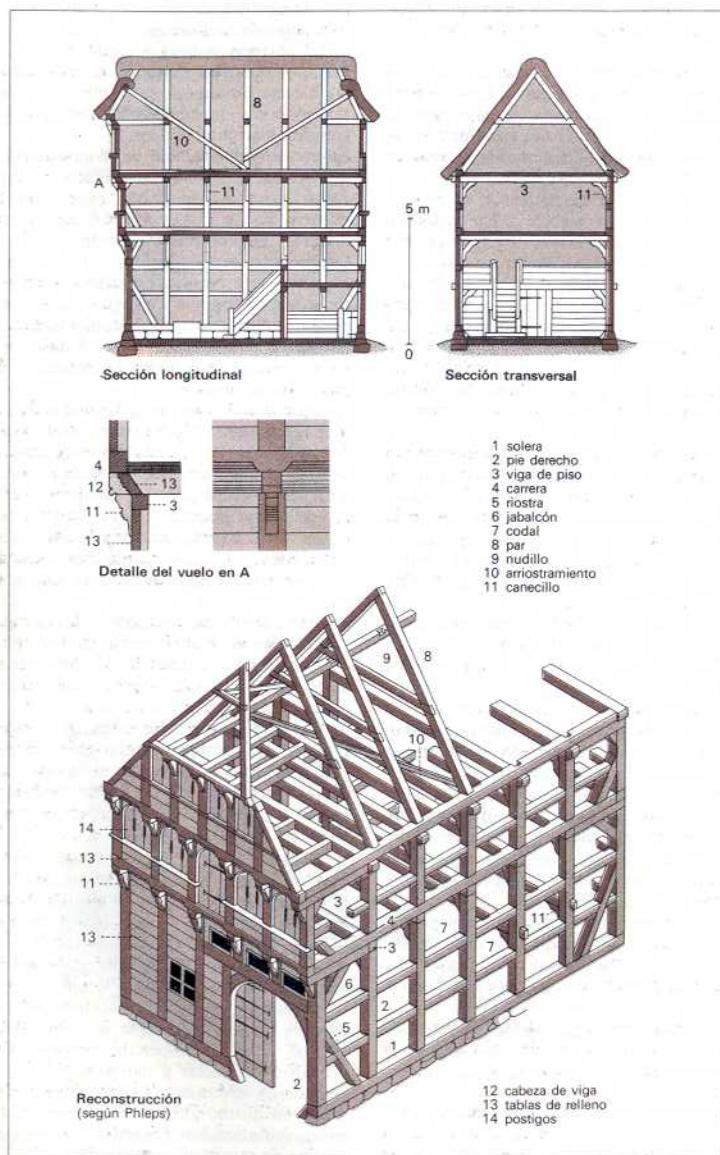 8
10
A
11
3
11
5 m
0
Sección longitudinal
Sección transversal
4
12
13
11
3
13
Detalle del vuelo en A
1 solera
2 pie derecho
3 viga de piso
4 carrera
5 riostra
6 jabalcón
7 codal
8 par
9 nudillo
10 arriostramiento
11 canecillo
9
8
10
14
13
11
13
3
4
3
7
7
11
6
2
5
1
2
Reconstrucción
(según Phleps)
12 cabeza de viga
13 tablas de relleno
14 postigos